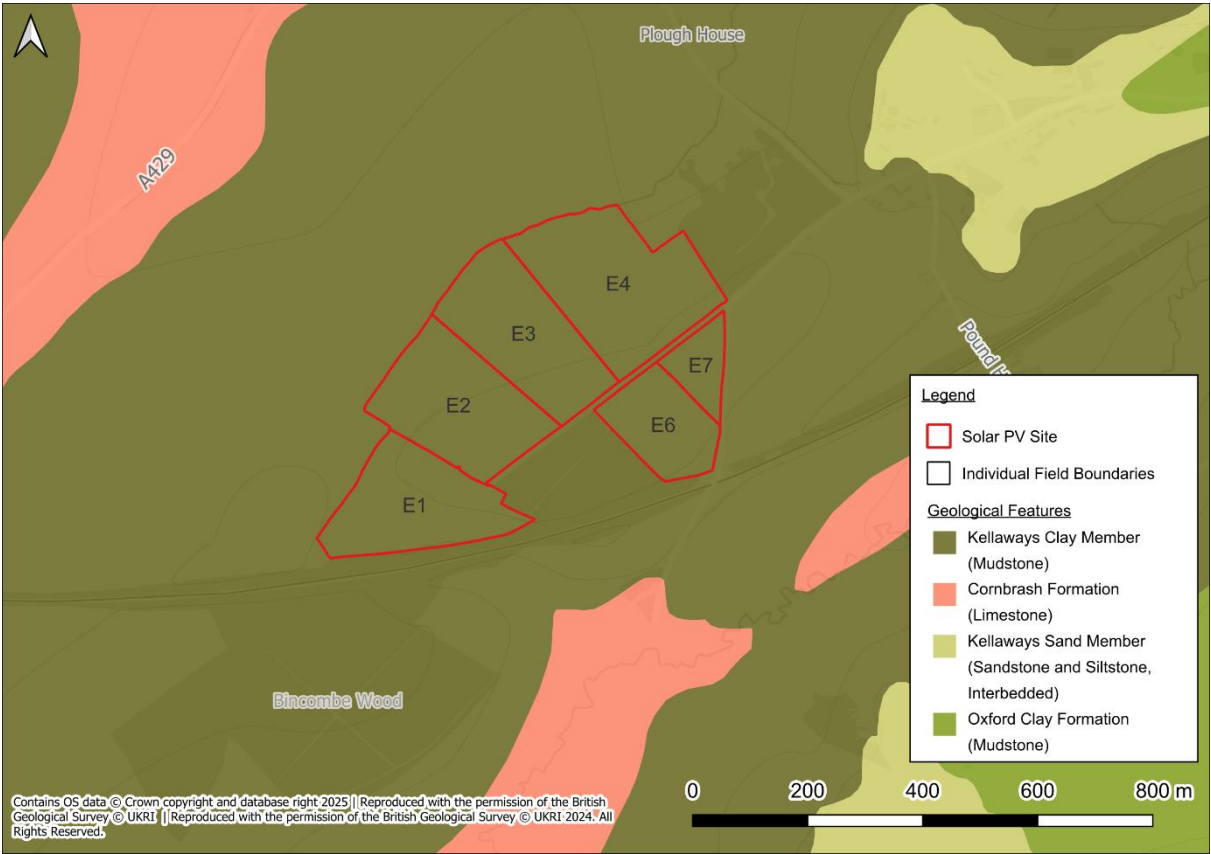 Plough House
A429
E4
E3
E7
E2
E6
E1
Pound
Bincombe Wood
Legend
Solar PV Site
Individual Field Boundaries
Geological Features
Kellaways Clay Member
(Mudstone)
Cornbrash Formation
(Limestone)
Kellaways Sand Member
(Sandstone and Siltstone,
Interbedded)
Oxford Clay Formation
(Mudstone)
0 200 400 600 800 m
Contains OS data © Crown copyright and database right 2025 | Reproduced with the permission of the British
Geological Survey © UKRI | Reproduced with the permission of the British Geological Survey © UKRI 2024. All
Rights Reserved.